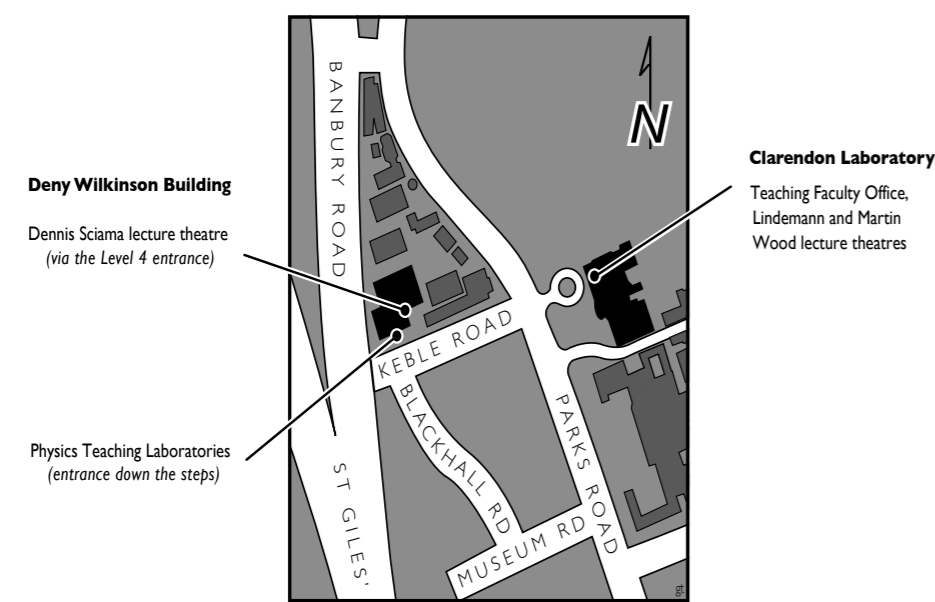 Deny Wilkinson Building
Dennis Sciama lecture theatre
(via the Level 4 entrance)
Physics Teaching Laboratories
(entrance down the steps)
BANBURY ROAD
ST GILES'
KEBLE ROAD
BLACKHALL RD
MUSEUM RD
PARKS ROAD
N
Clarendon Laboratory
Teaching Faculty Office,
Lindemann and Martin
Wood lecture theatres